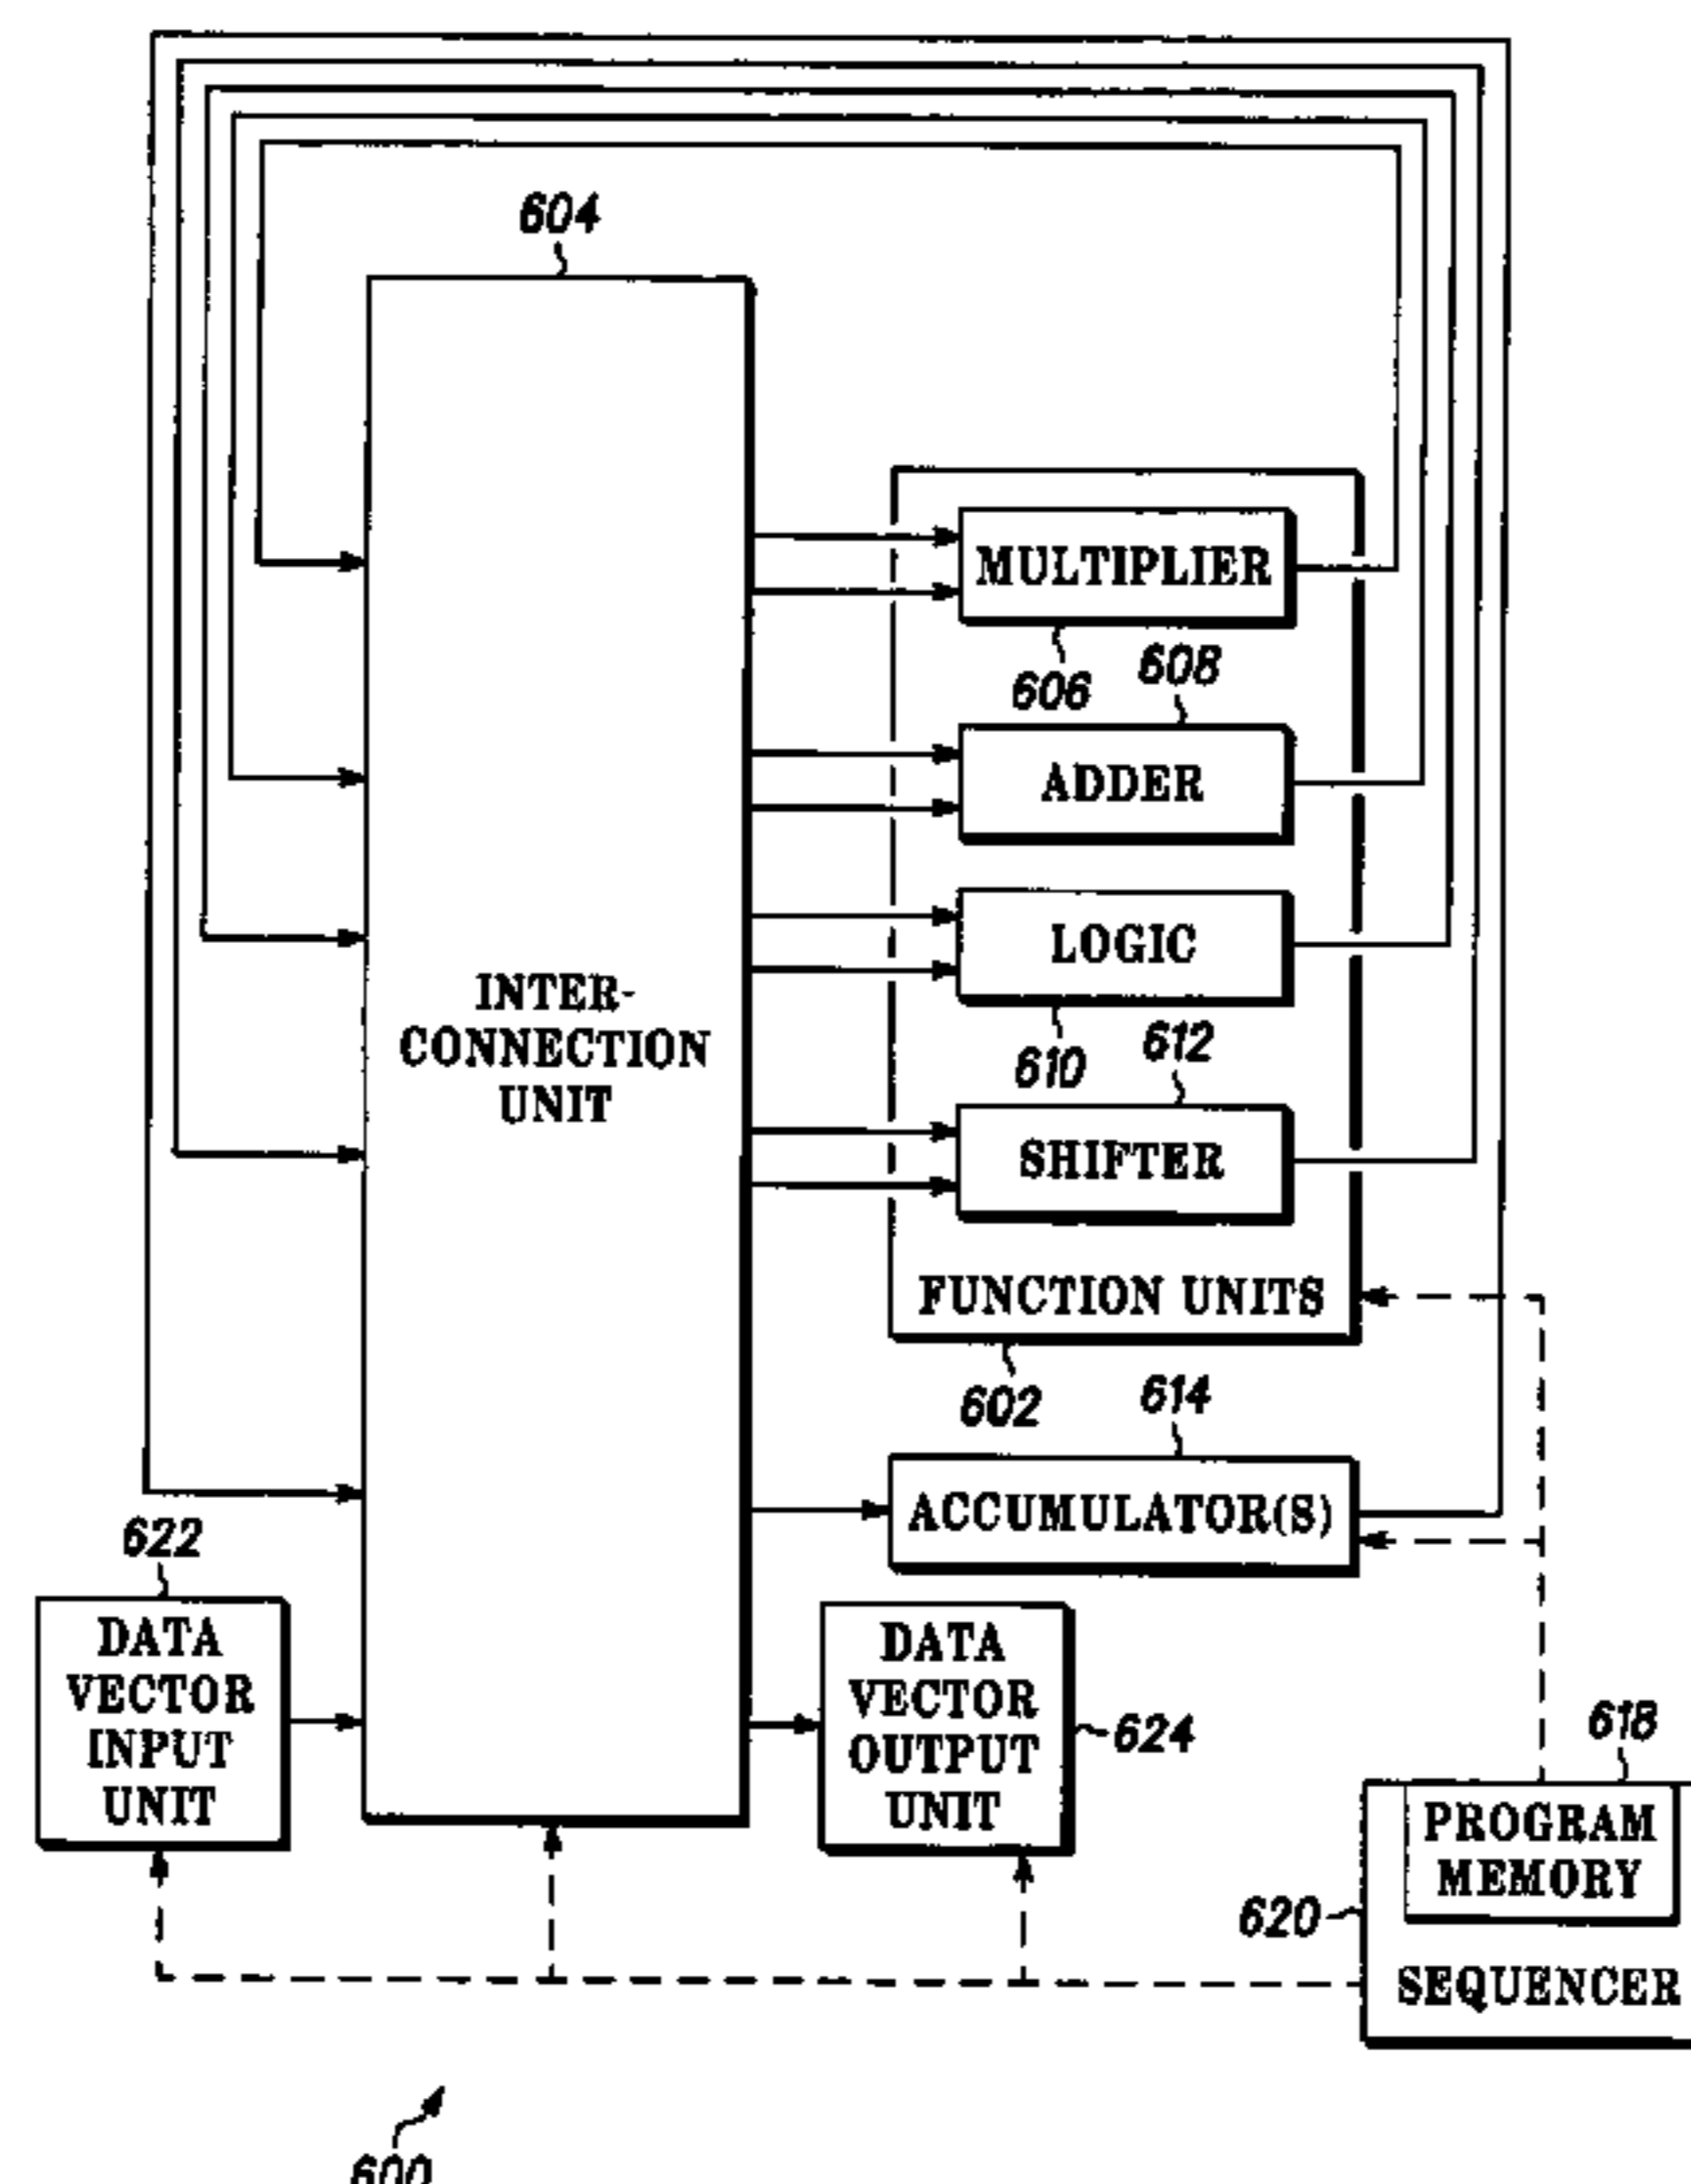 604
MULTIPLIER
606
608
ADDER
LOGIC
610
612
SHIFTER
FUNCTION UNITS
602
INTER-
CONNECTION
UNIT
614
ACCUMULATOR(S)
622
DATA
VECTOR
INPUT
UNIT
DATA
VECTOR
OUTPUT
UNIT
624
618
PROGRAM
MEMORY
620
SEQUENCER
600